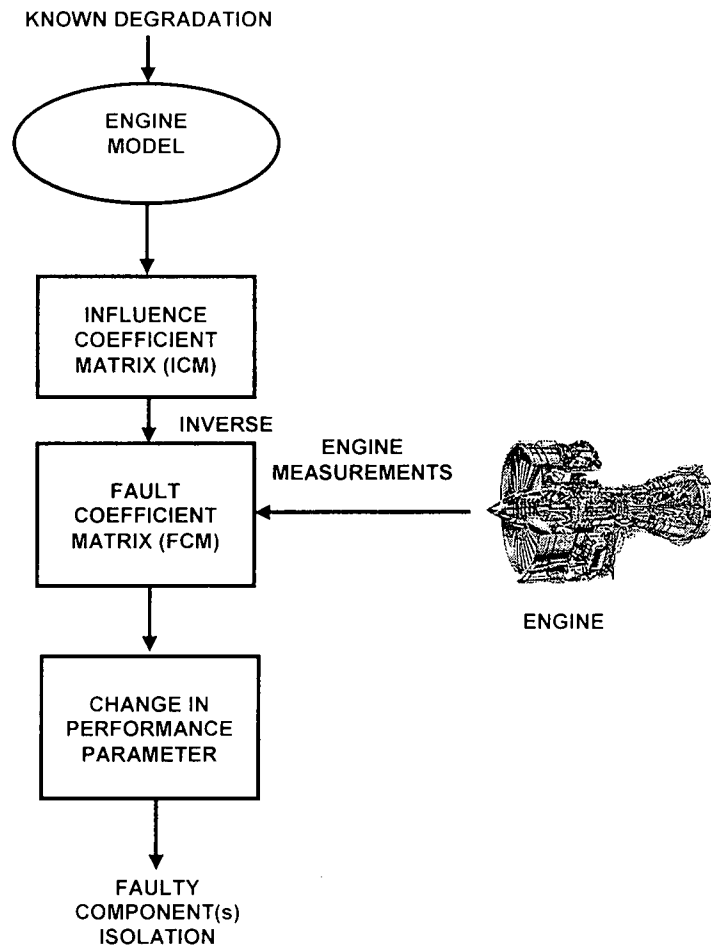 KNOWN DEGRADATION
ENGINE
MODEL
INFLUENCE
COEFFICIENT
MATRIX (ICM)
INVERSE
ENGINE
MEASUREMENTS
FAULT
COEFFICIENT
MATRIX (FCM)
ENGINE
CHANGE IN
PERFORMANCE
PARAMETER
FAULTY
COMPONENT(s)
ISOLATION